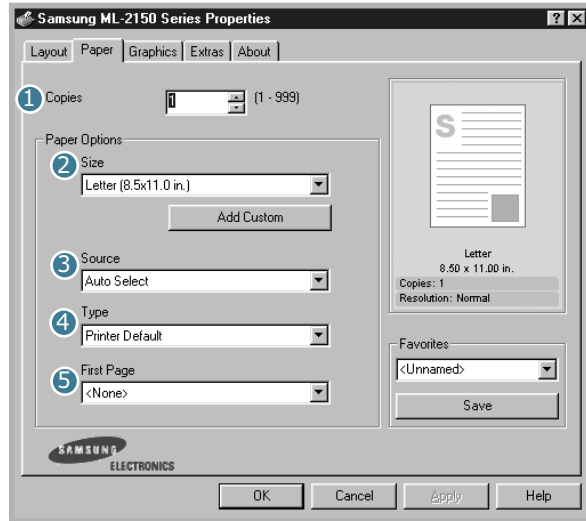 Samsung ML-2150 Series Properties
Layout Paper Graphics Extras About
1 Copies 1 (1 - 999)
Paper Options
2 Size
Letter (8.5x11.0 in.)
Add Custom
3 Source
Auto Select
4 Type
Printer Default
5 First Page
<None>
S
Letter
8.50 x 11.00 in.
Copies: 1
Resolution: Normal
Favorites
<Unnamed>
Save
SAMSUNG
ELECTRONICS
OK Cancel Apply Help